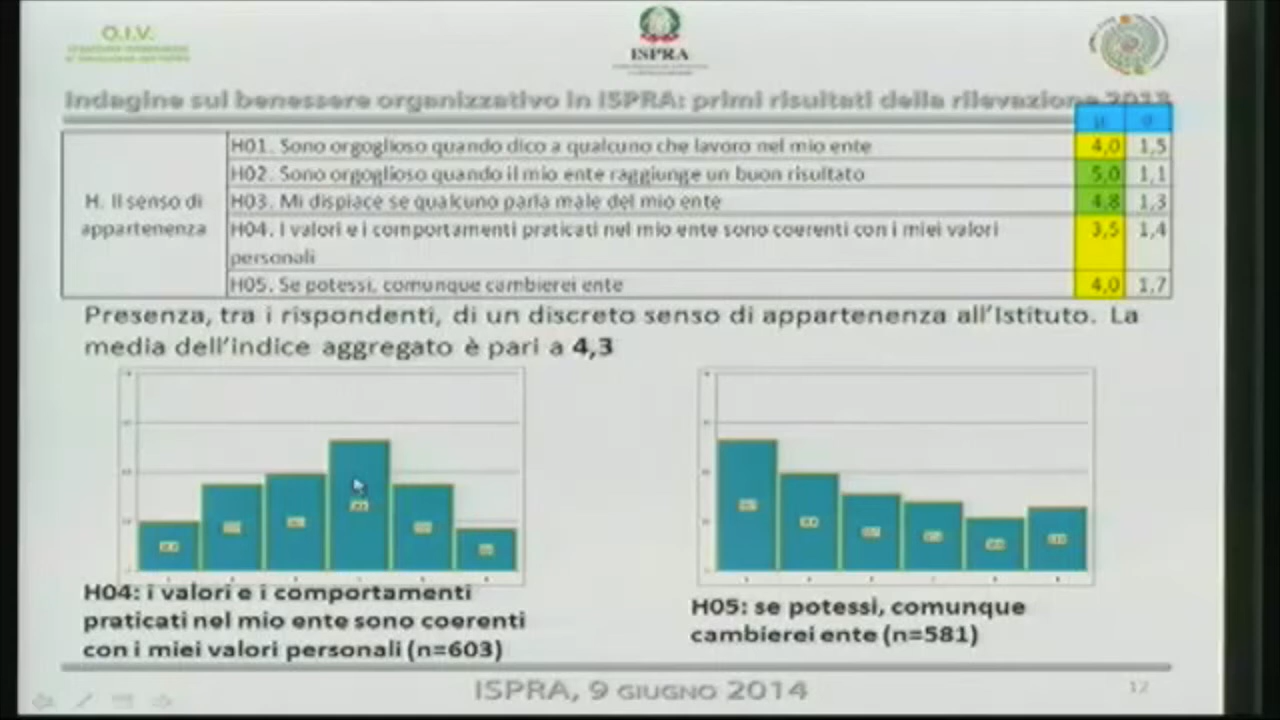 O.I.V.
ISPRA
Indagine sul benessere organizzativo in ISPRA: primi risultati della rilevazione 2013
μ σ
H. Il senso di appartenenza
H01. Sono orgoglioso quando dico a qualcuno che lavoro nel mio ente 4,0 1,5
H02. Sono orgoglioso quando il mio ente raggiunge un buon risultato 5,0 1,1
H03. Mi dispiace se qualcuno parla male del mio ente 4,8 1,3
H04. I valori e i comportamenti praticati nel mio ente sono coerenti con i miei valori 3,5 1,4
personali
H05. Se potessi, comunque cambierei ente 4,0 1,7
Presenza, tra i rispondenti, di un discreto senso di appartenenza all'Istituto. La
media dell'indice aggregato è pari a 4,3
H04: i valori e i comportamenti
praticati nel mio ente sono coerenti
con i miei valori personali (n=603)
H05: se potessi, comunque
cambierei ente (n=581)
ISPRA, 9 GIUGNO 2014
12